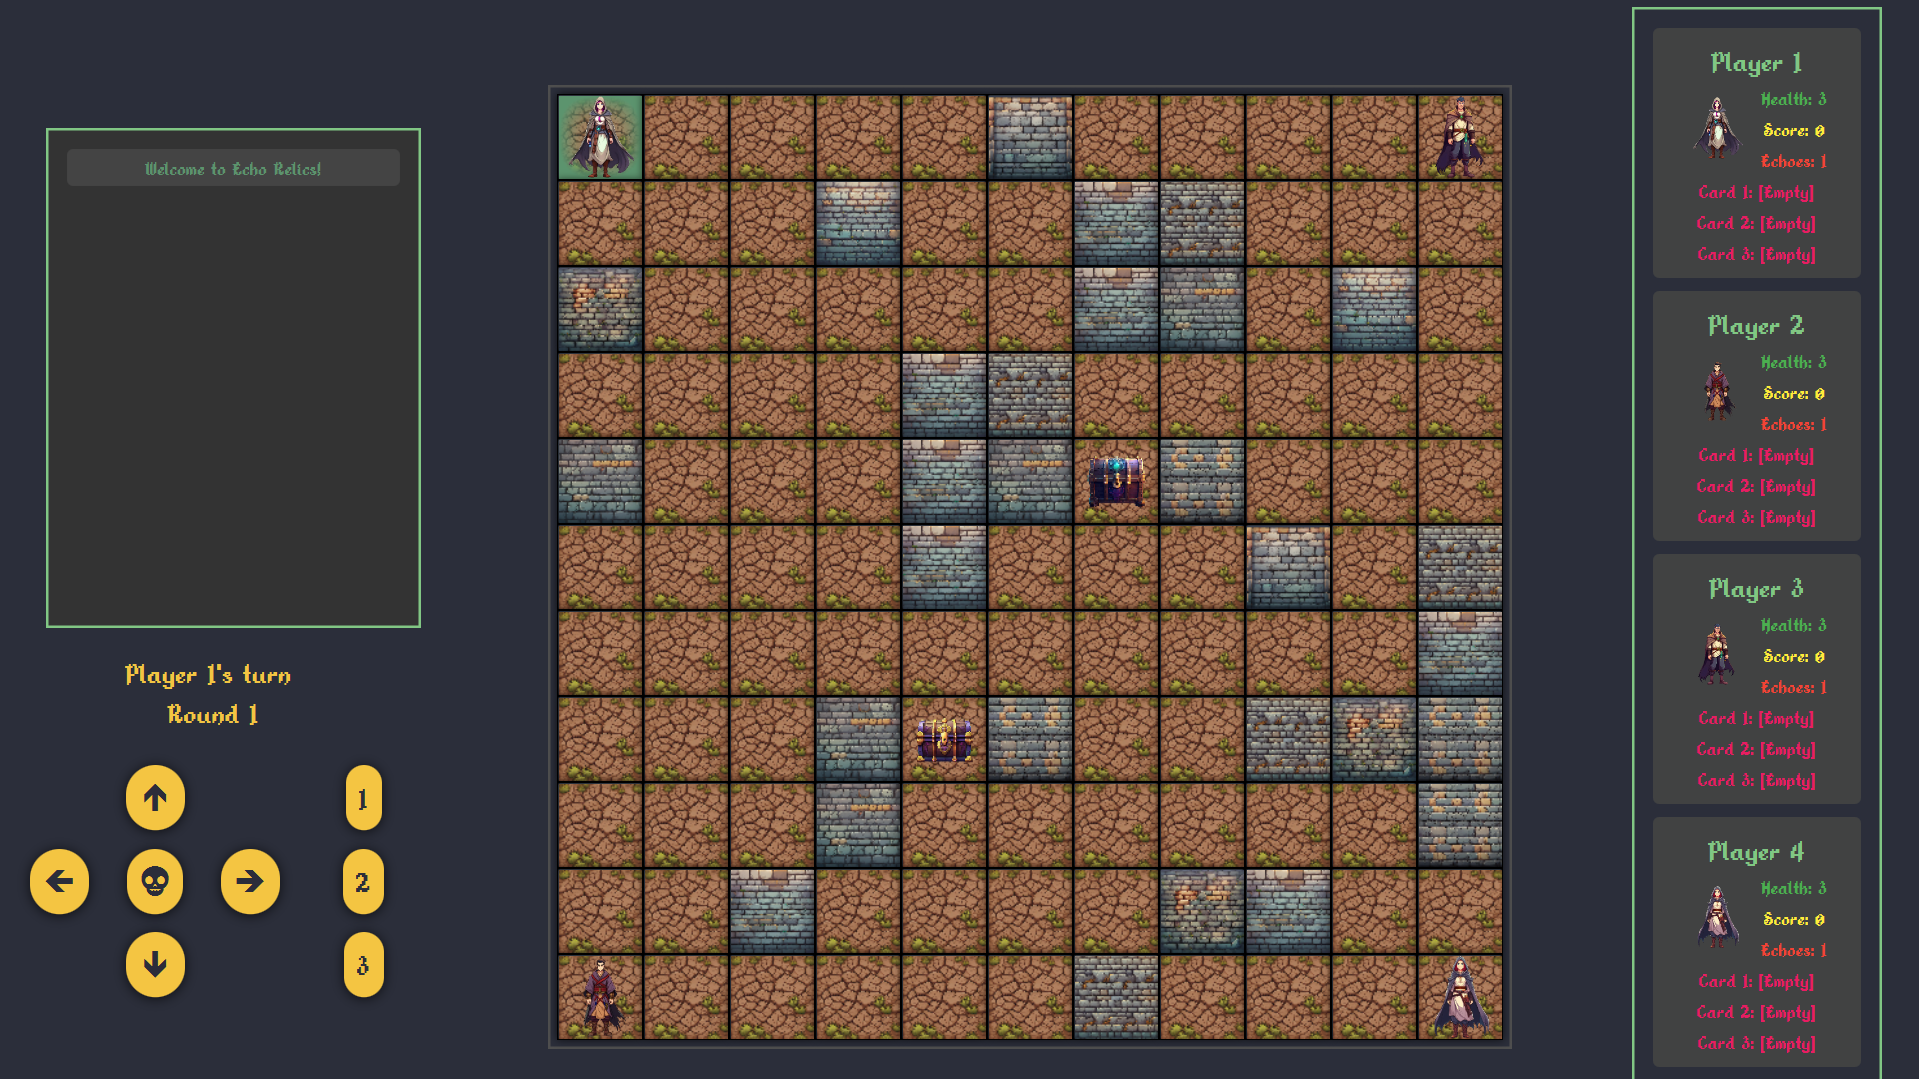 Welcome to Echo Relics!
Player 1's turn
Round 1
1
2
3
Player 1
Health: 3
Score: 0
Echoes: 1
Card 1: [Empty]
Card 2: [Empty]
Card 3: [Empty]
Player 2
Health: 3
Score: 0
Echoes: 1
Card 1: [Empty]
Card 2: [Empty]
Card 3: [Empty]
Player 3
Health: 3
Score: 0
Echoes: 1
Card 1: [Empty]
Card 2: [Empty]
Card 3: [Empty]
Player 4
Health: 3
Score: 0
Echoes: 1
Card 1: [Empty]
Card 2: [Empty]
Card 3: [Empty]